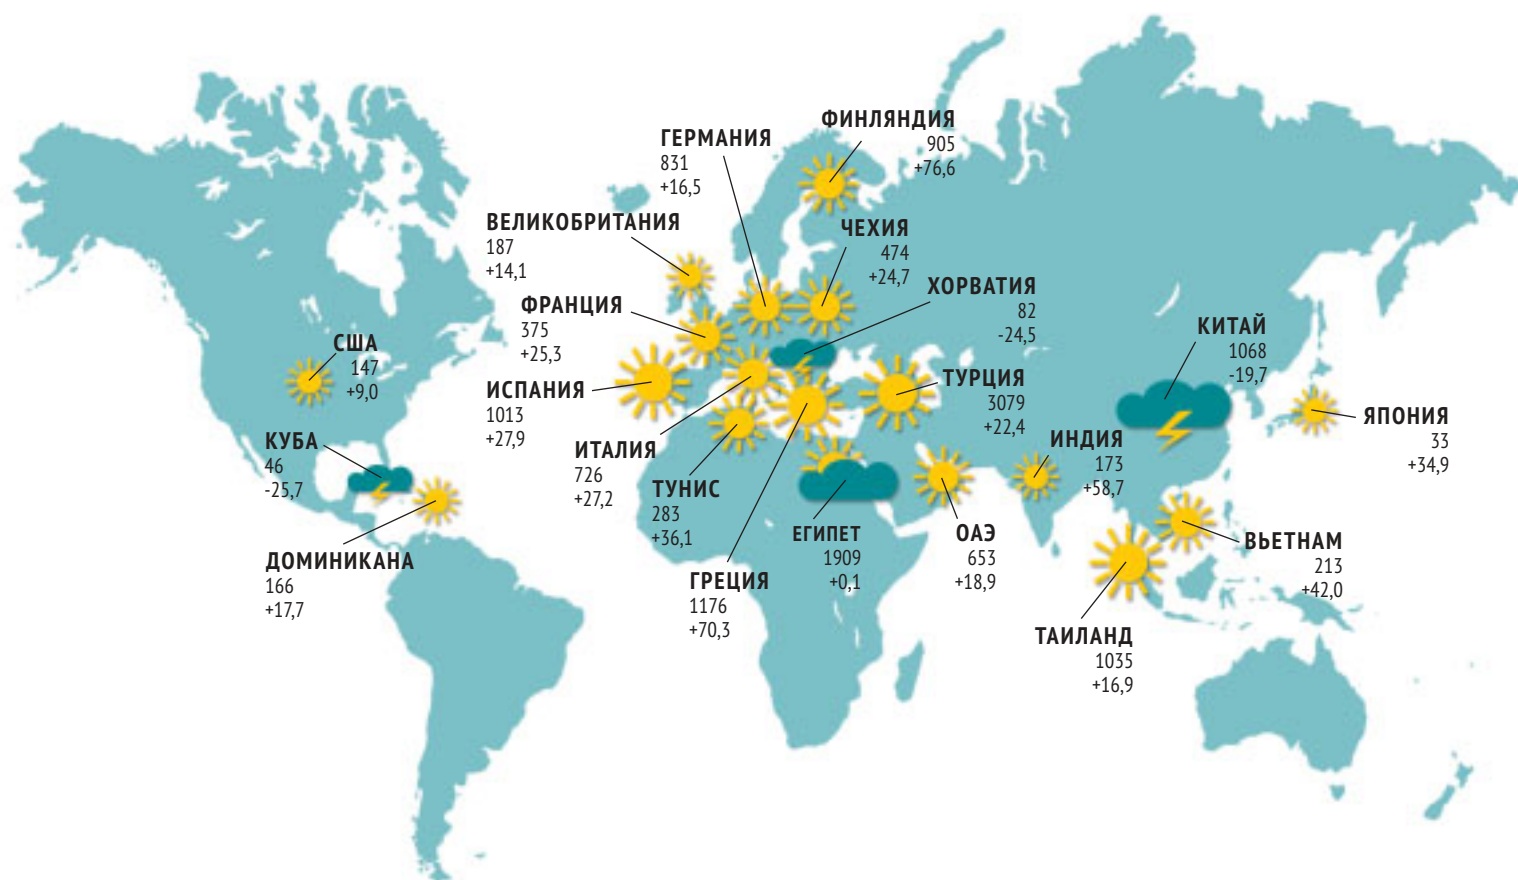 ФИНЛЯНДИЯ
905
+76,6
ГЕРМАНИЯ
831
+16,5
ВЕЛИКОБРИТАНИЯ
187
+14,1
ЧЕХИЯ
474
+24,7
ХОРВАТИЯ
82
-24,5
ФРАНЦИЯ
375
+25,3
КИТАЙ
1068
-19,7
США
147
+9,0
ИСПАНИЯ
1013
+27,9
ТУРЦИЯ
3079
+22,4
ЯПОНИЯ
33
+34,9
КУБА
46
-25,7
ИТАЛИЯ
726
+27,2
ИНДИЯ
173
+58,7
ТУНИС
283
+36,1
ЕГИПЕТ
1909
+0,1
ОАЭ
653
+18,9
ВЬЕТНАМ
213
+42,0
ДОМИНИКАНА
166
+17,7
ГРЕЦИЯ
1176
+70,3
ТАИЛАНД
1035
+16,9